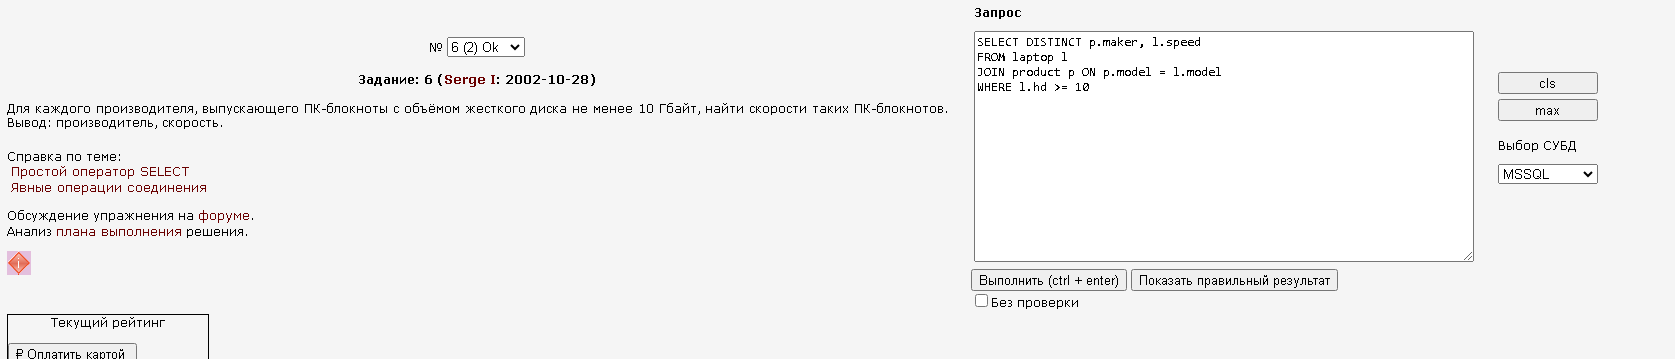 № 6 (2) Ok
Задание: 6 (Serge I: 2002-10-28)
Для каждого производителя, выпускающего ПК-блокноты c объёмом жесткого диска не менее 10 Гбайт, найти скорости таких ПК-блокнотов.
Вывод: производитель, скорость.
Справка по теме:
Простой оператор SELECT
Явные операции соединения
Обсуждение упражнения на форуме.
Анализ плана выполнения решения.
i
Текущий рейтинг
₽ Оплатить картой
Запрос
SELECT DISTINCT p.maker, l.speed
FROM laptop l
JOIN product p ON p.model = l.model
WHERE l.hd >= 10
Выполнить (ctrl + enter) Показать правильный результат
Без проверки
cls
max
Выбор СУБД
MSSQL